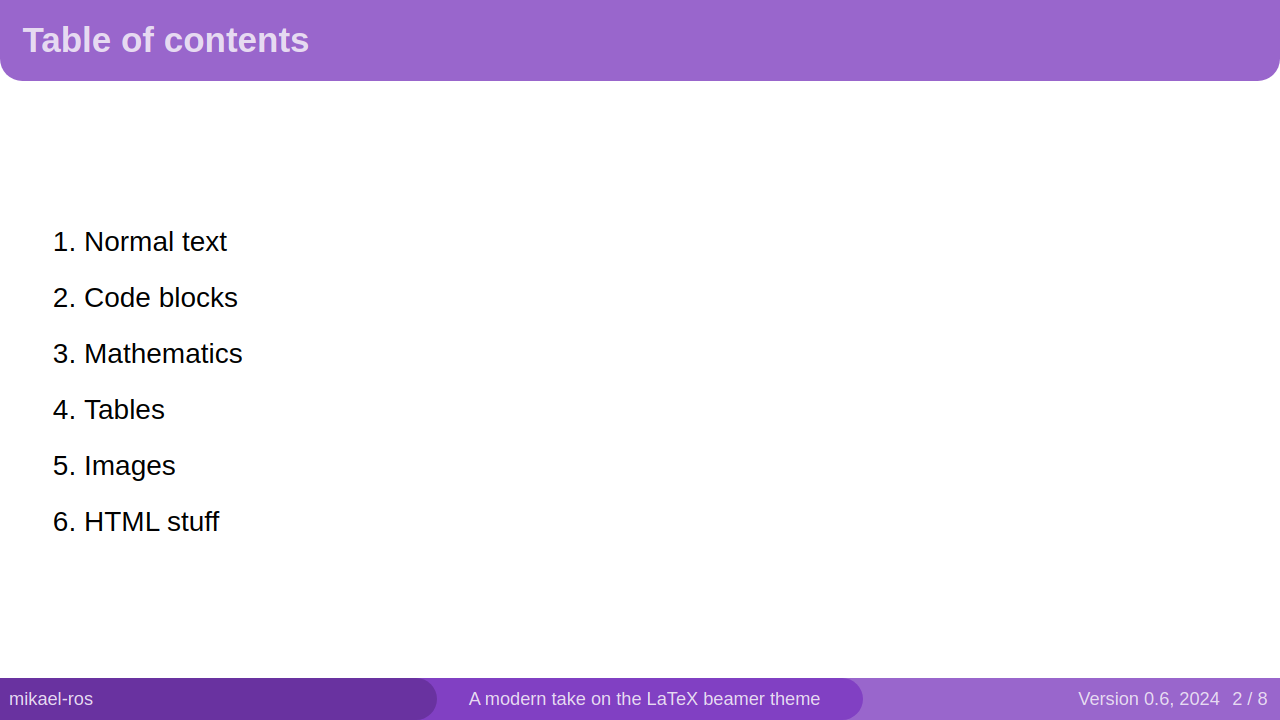 Table of contents
1. Normal text
2. Code blocks
3. Mathematics
4. Tables
5. Images
6. HTML stuff
mikael-ros
A modern take on the LaTeX beamer theme
Version 0.6, 2024 2 / 8